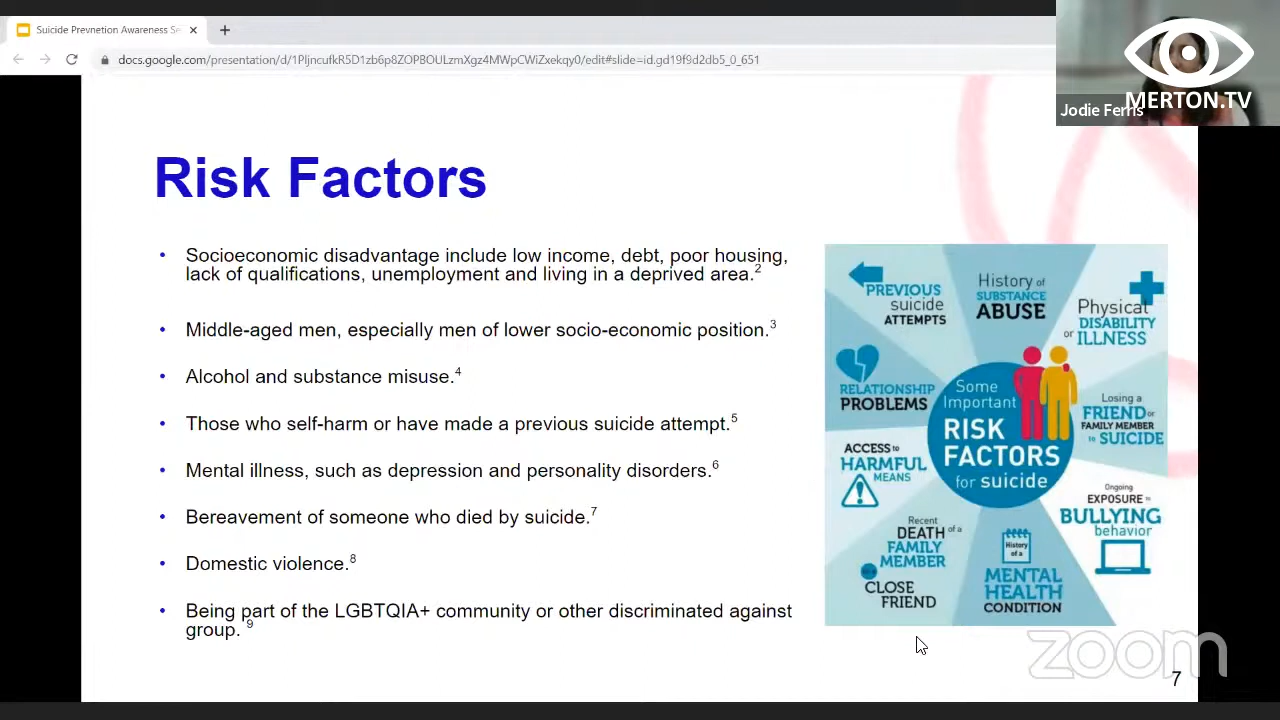 Suicide Prevnetion Awareness Se
docs.google.com/presentation/d/1PIjncufkR5D1zb6p8ZOPBOULzmXgz4MWpCWiZxekqy0/edit#slide=id.gd19f9d2db5_0_651
MERTON.TV
Jodie Ferris
Risk Factors
• Socioeconomic disadvantage include low income, debt, poor housing,
lack of qualifications, unemployment and living in a deprived area.2
• Middle-aged men, especially men of lower socio-economic position.3
• Alcohol and substance misuse.4
• Those who self-harm or have made a previous suicide attempt.5
• Mental illness, such as depression and personality disorders.6
• Bereavement of someone who died by suicide.7
• Domestic violence.8
• Being part of the LGBTQIA+ community or other discriminated against
group. 9
PREVIOUS
suicide
ATTEMPTS
History of
SUBSTANCE
ABUSE
Physical
DISABILITY
or ILLNESS
RELATIONSHIP
PROBLEMS
Some
Important
RISK
FACTORS
for suicide
Losing a
FRIEND or
FAMILY MEMBER
to SUICIDE
ACCESS to
HARMFUL
MEANS
Ongoing
EXPOSURE to
BULLYING
behavior
Recent
DEATH of a
FAMILY
MEMBER
CLOSE
FRIEND
History
of a
MENTAL
HEALTH
CONDITION
zoom
7